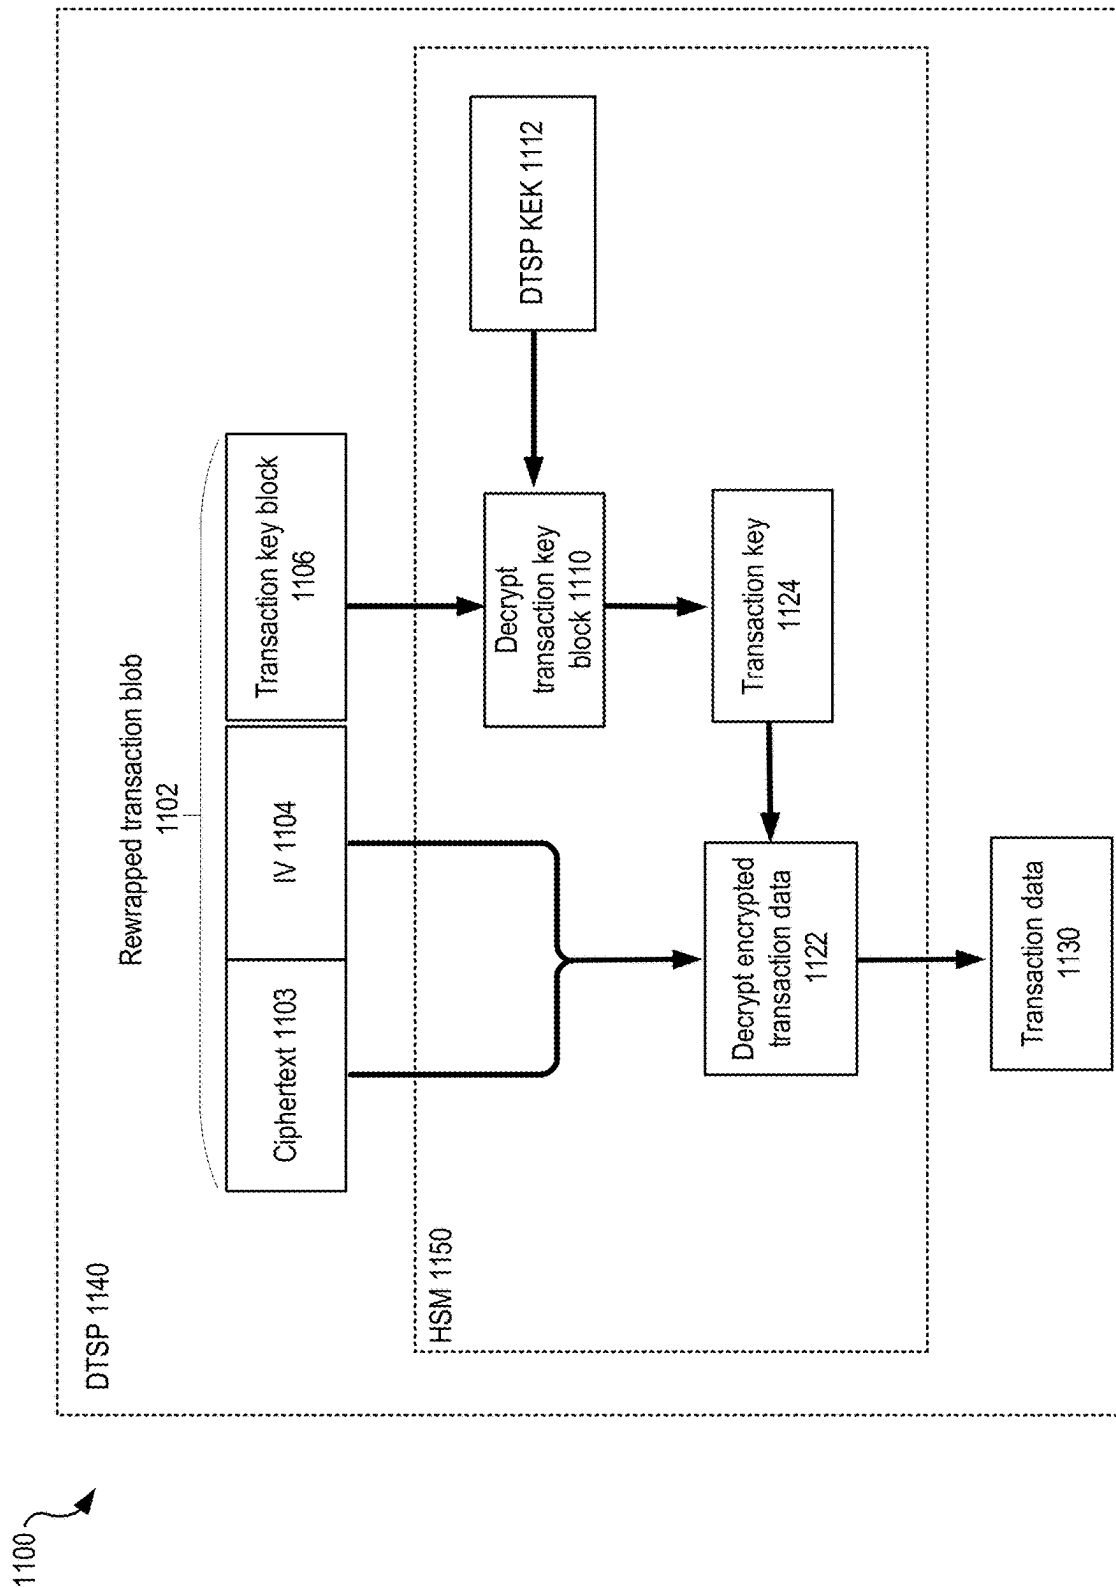 1100
DTSP 1140
Rewrapped transaction blob
1102
Ciphertext 1103
IV 1104
Transaction key block
1106
HSM 1150
Decrypt
transaction key
block 1110
DTSP KEK 1112
Decrypt encrypted
transaction data
1122
Transaction key
1124
Transaction data
1130